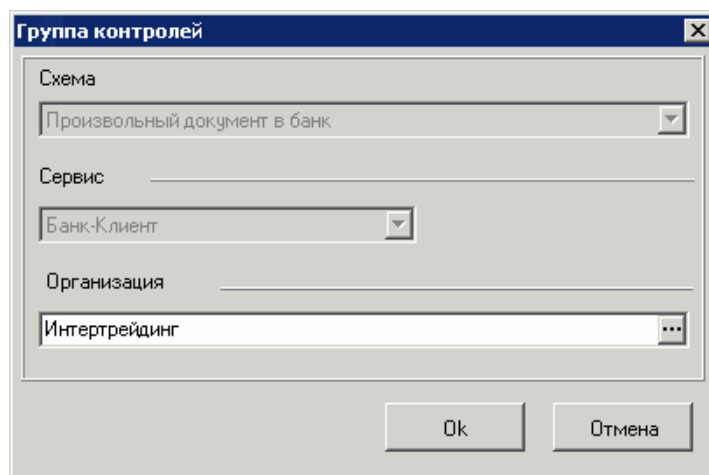 Группа контролей
Схема
Произвольный документ в банк
Сервис
Банк-Клиент
Организация
Интертрейдинг
Ok Отмена